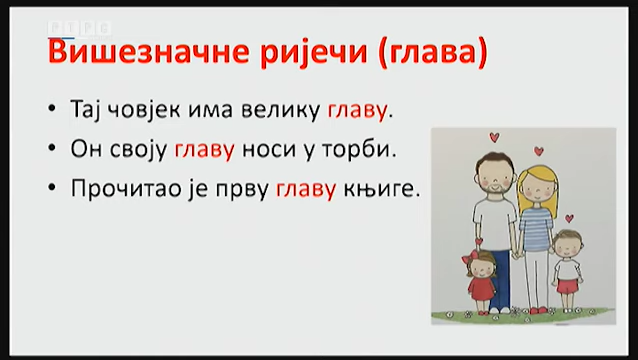 Вишезначне ријечи (глава)
• Тај човјек има велику главу.
• Он своју главу носи у торби.
• Прочитао је прву главу књиге.